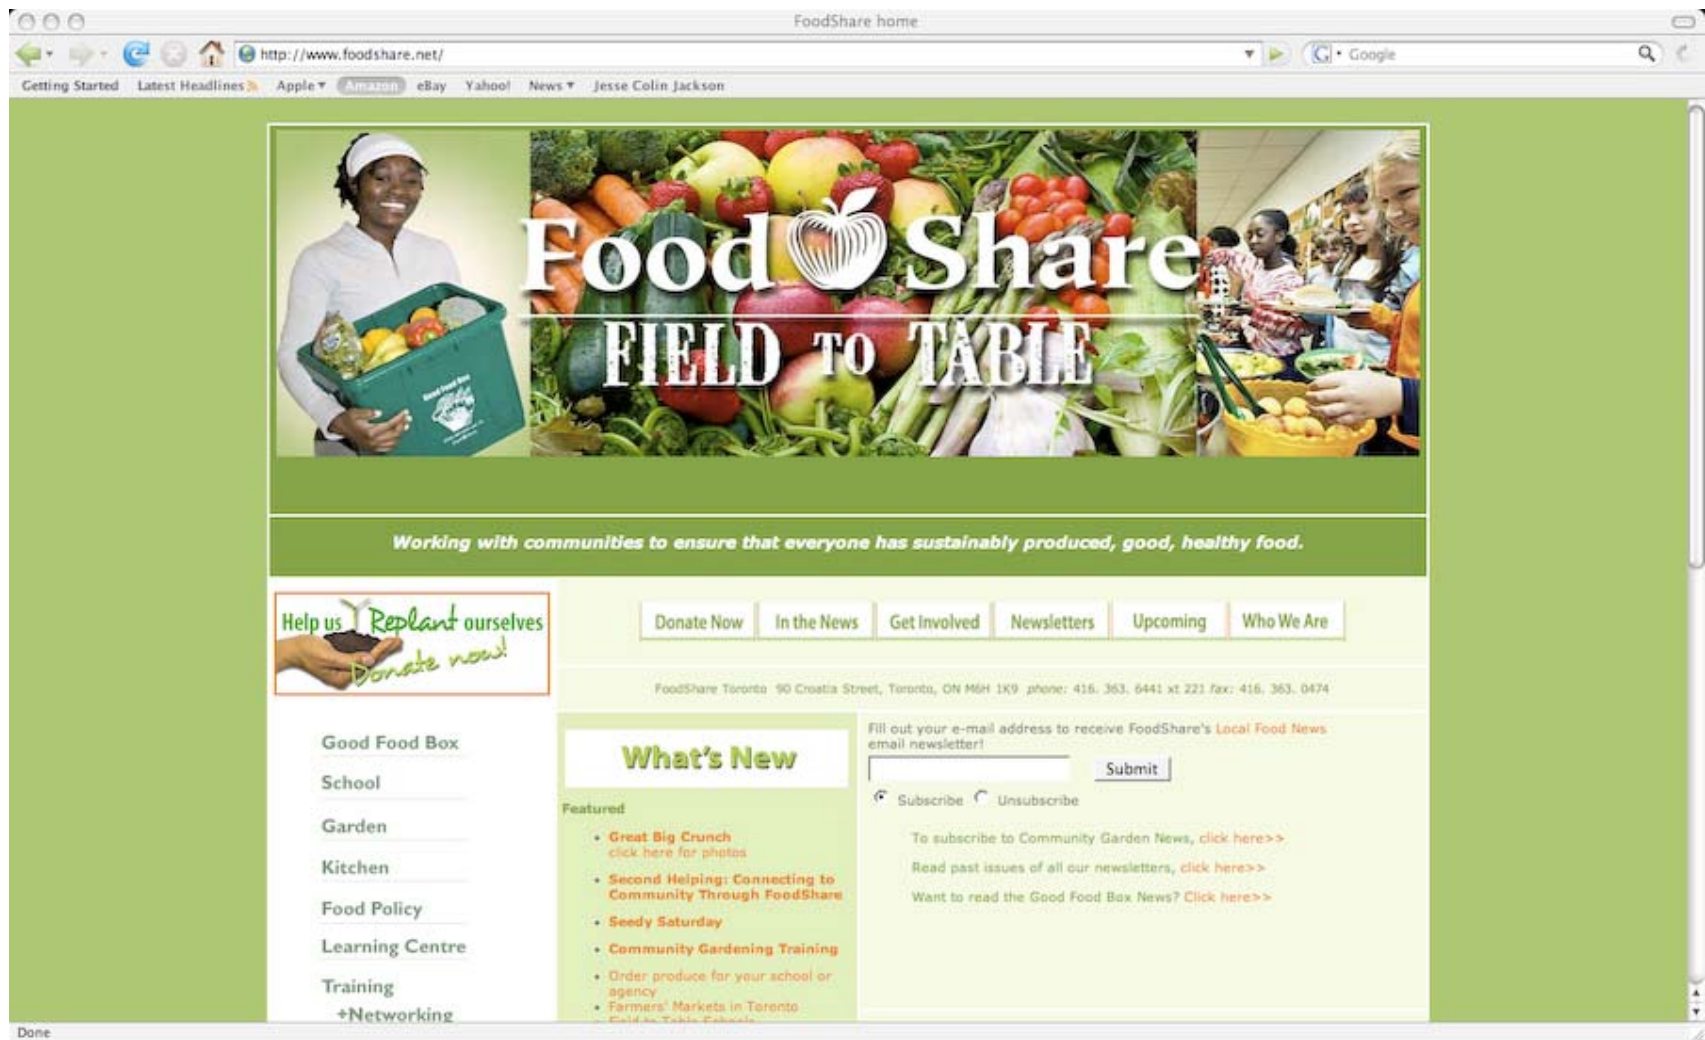 FoodShare home
http://www.foodshare.net/
Google
Getting Started Latest Headlines Apple Amazon eBay Yahoo! News Jesse Colin Jackson
Food Share
FIELD TO TABLE
Good Food Box
Working with communities to ensure that everyone has sustainably produced, good, healthy food.
Help us Replant ourselves
Donate now!
Donate Now In the News Get Involved Newsletters Upcoming Who We Are
FoodShare Toronto 90 Croatia Street, Toronto, ON M6H 1K9 phone: 416. 363. 6441 xt 221 fax: 416. 363. 0474
Good Food Box
School
Garden
Kitchen
Food Policy
Learning Centre
Training
+Networking
What's New
Featured
• Great Big Crunch
click here for photos
• Second Helping: Connecting to
Community Through FoodShare
• Seedy Saturday
• Community Gardening Training
• Order produce for your school or
agency
• Farmers' Markets in Toronto
• Field to Table Schools
Fill out your e-mail address to receive FoodShare's Local Food News
email newsletter!
Submit
Subscribe Unsubscribe
To subscribe to Community Garden News, click here>>
Read past issues of all our newsletters, click here>>
Want to read the Good Food Box News? Click here>>
Done